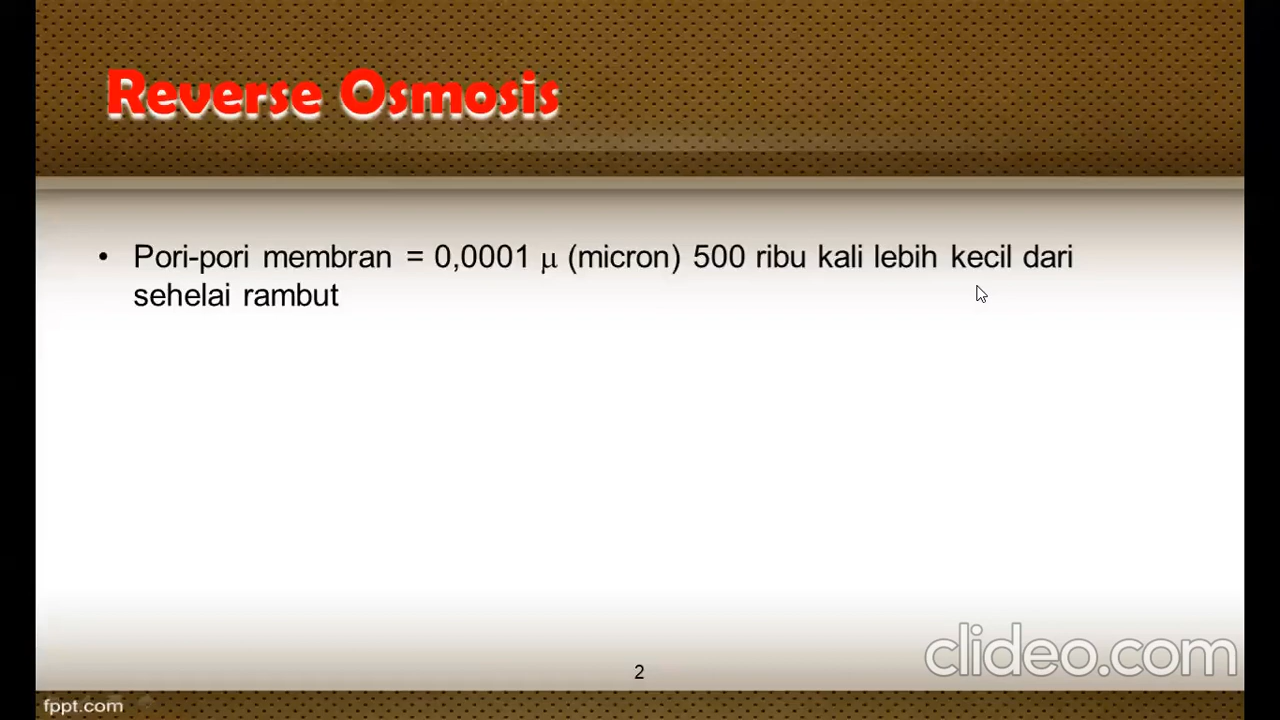 Reverse Osmosis
• Pori-pori membran = 0,0001 μ (micron) 500 ribu kali lebih kecil dari
sehelai rambut
clideo.com
2
fppt.com